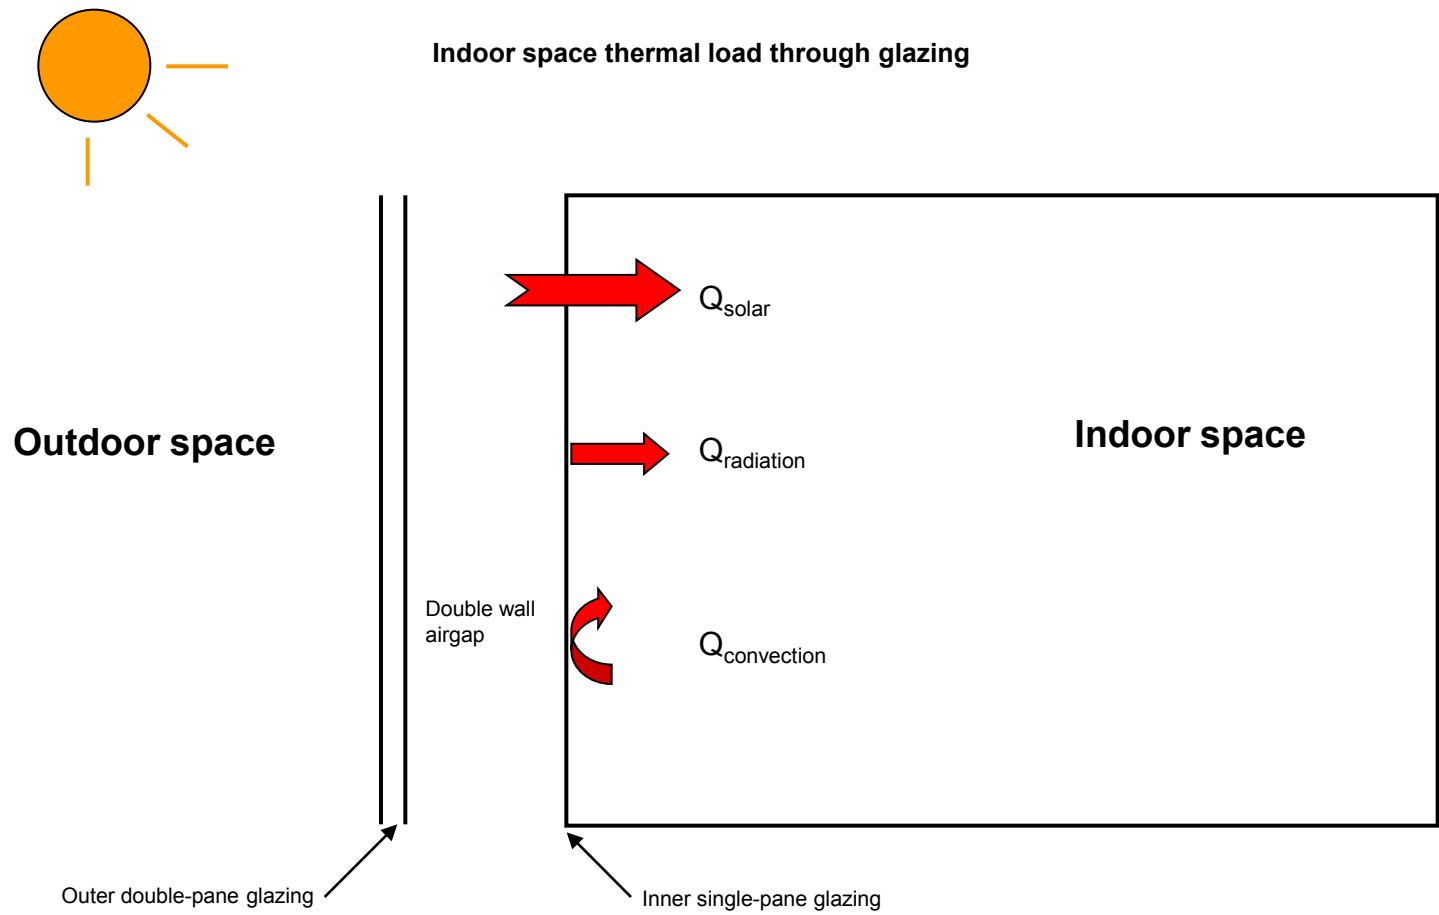 Indoor space thermal load through glazing
Qsolar
Outdoor space
Indoor space
Qradiation
Double wall
airgap
Qconvection
Outer double-pane glazing
Inner single-pane glazing